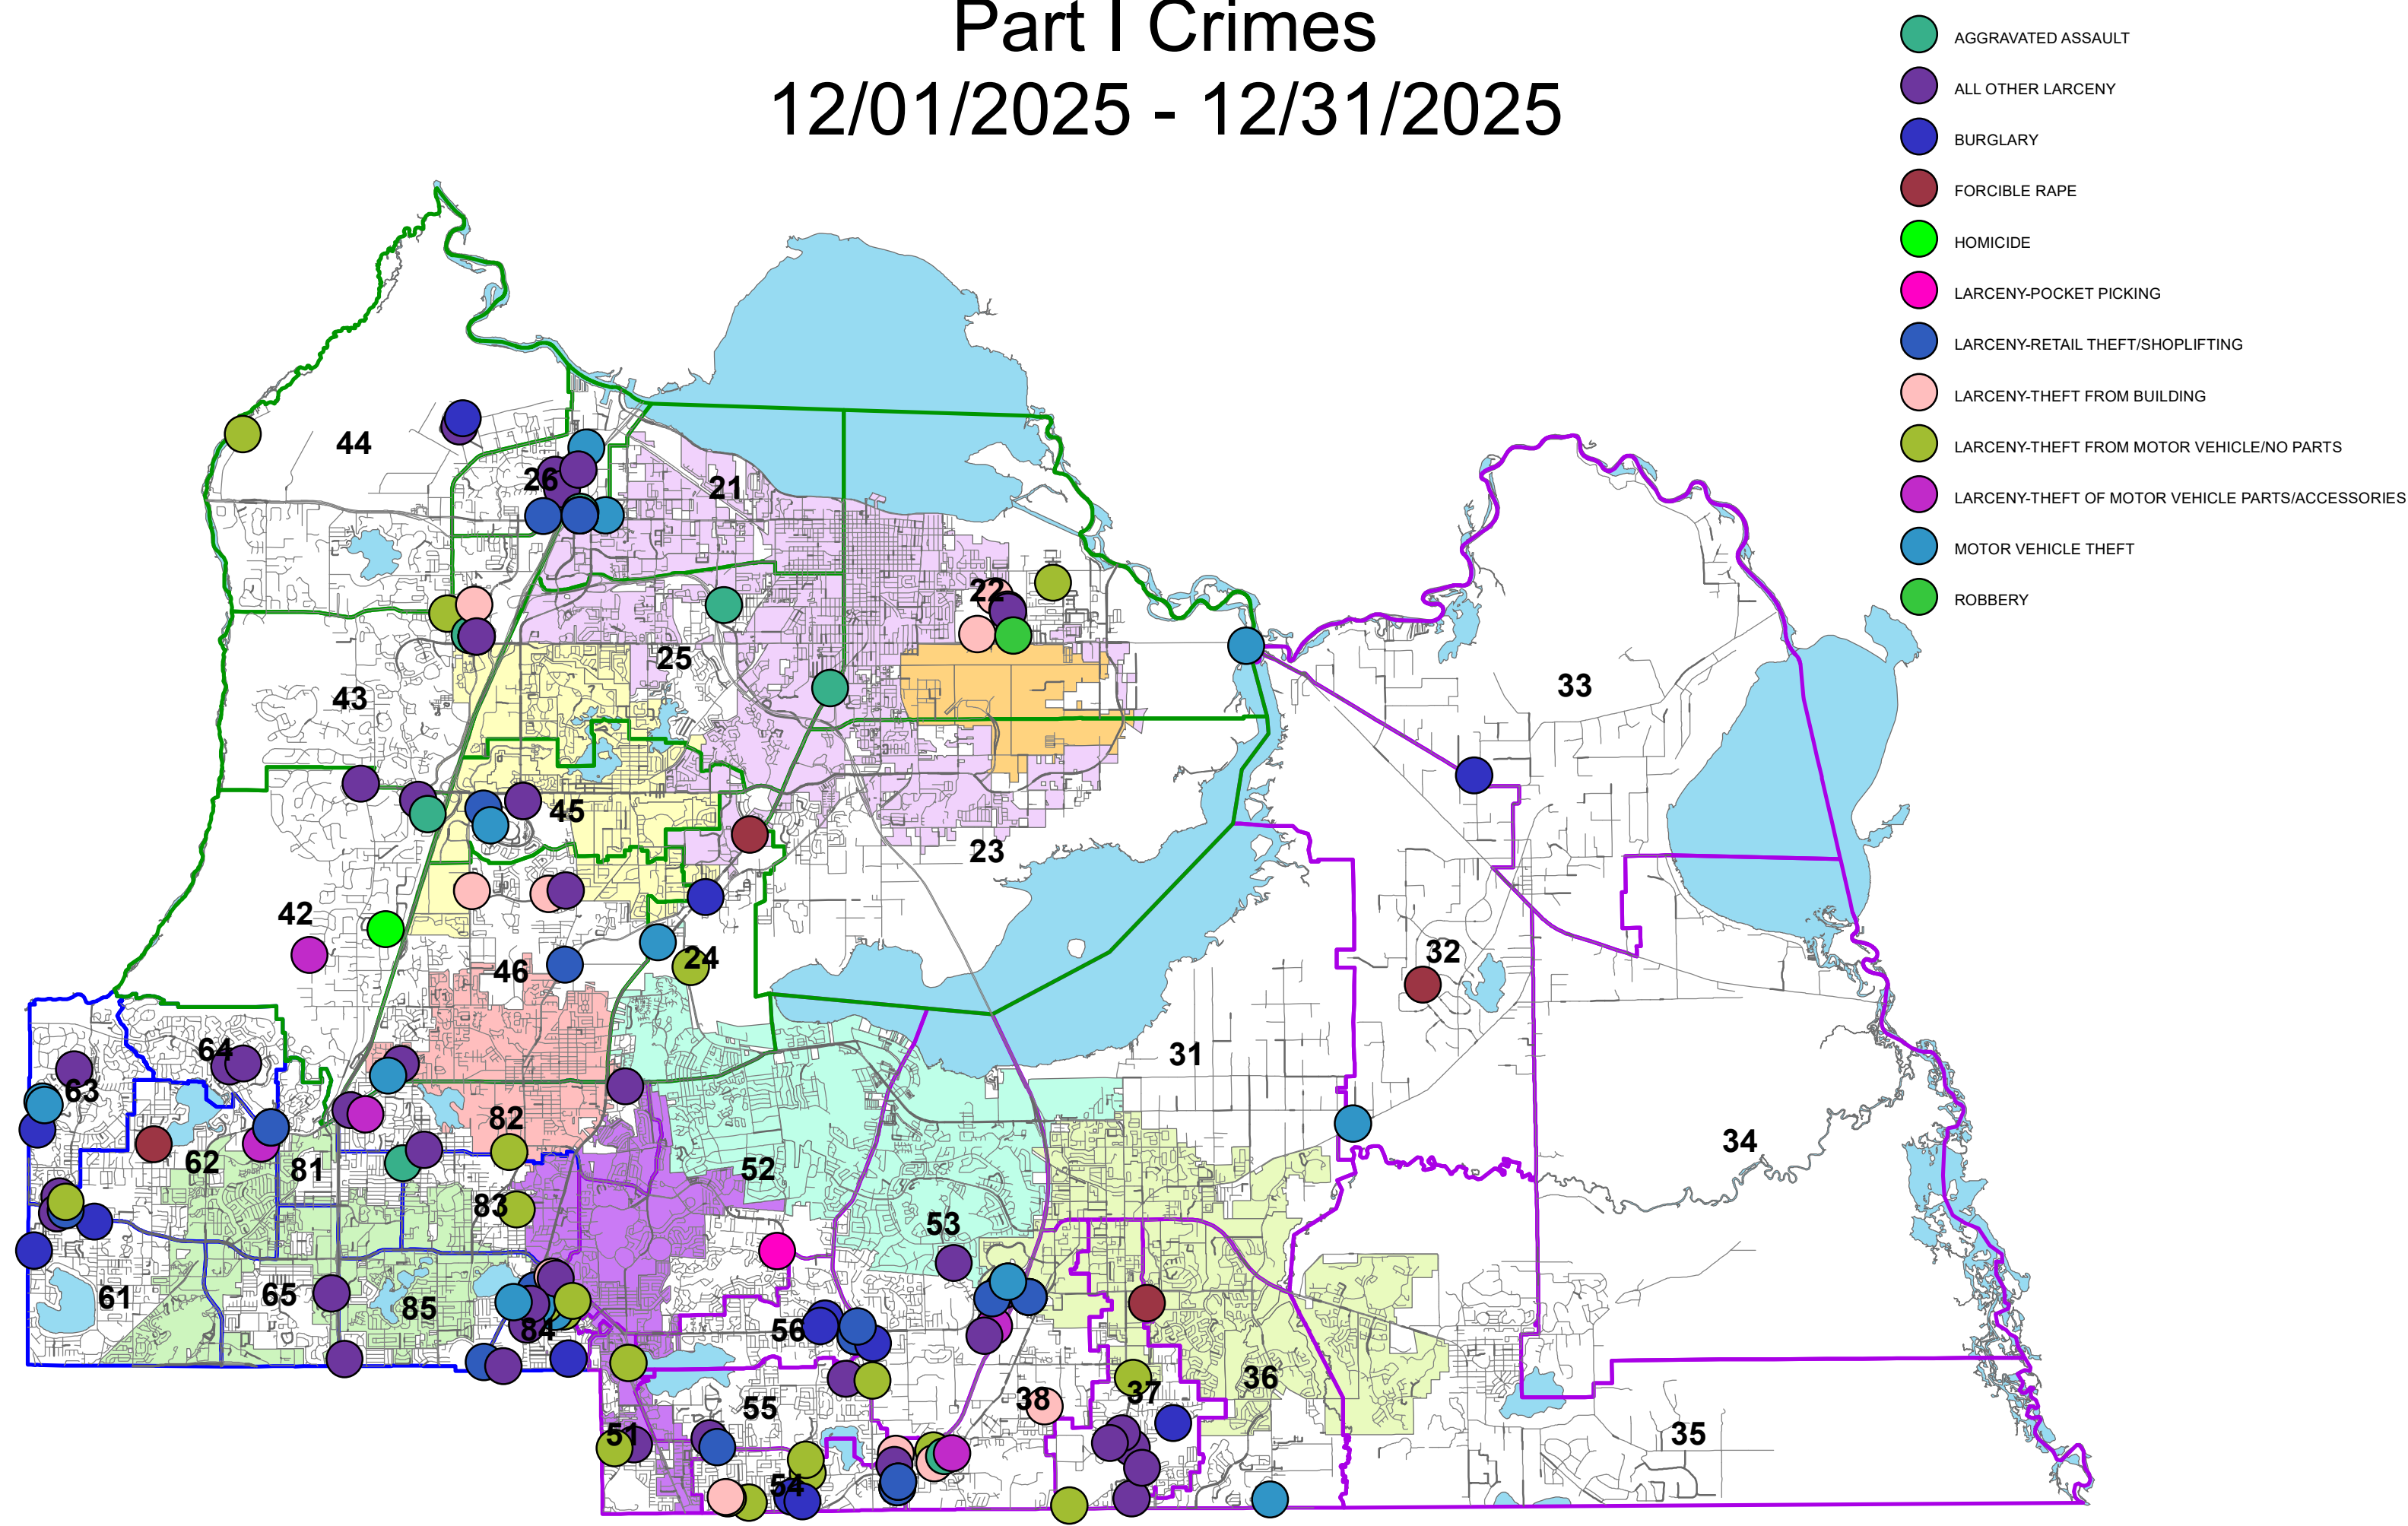 Part I Crimes
12/01/2025 - 12/31/2025
AGGRAVATED ASSAULT
ALL OTHER LARCENY
BURGLARY
FORCIBLE RAPE
HOMICIDE
LARCENY-POCKET PICKING
LARCENY-RETAIL THEFT/SHOPLIFTING
LARCENY-THEFT FROM BUILDING
LARCENY-THEFT FROM MOTOR VEHICLE/NO PARTS
LARCENY-THEFT OF MOTOR VEHICLE PARTS/ACCESSORIES
MOTOR VEHICLE THEFT
ROBBERY
44
26
21
22
25
43
33
45
23
42
32
24
46
64
31
63
82
34
62
52
81
83
53
61
65
85
84
56
36
37
38
55
51
35
54